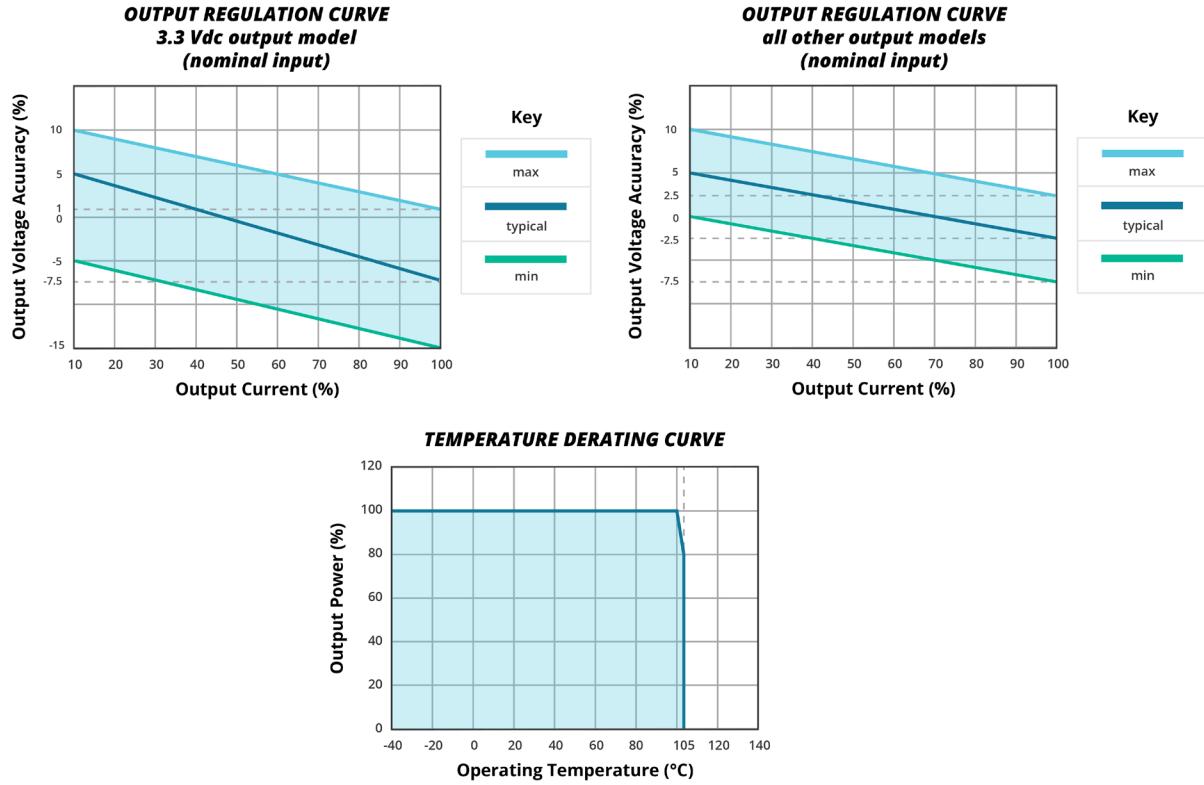 OUTPUT REGULATION CURVE
3.3 Vdc output model
(nominal input)
Output Voltage Acuuracy (%)
10
5
1
0
-5
-7.5
-15
10 20 30 40 50 60 70 80 90 100
Output Current (%)
Key
max
typical
min
OUTPUT REGULATION CURVE
all other output models
(nominal input)
Output Voltage Acuuracy (%)
10
5
2.5
0
-2.5
-7.5
10 20 30 40 50 60 70 80 90 100
Output Current (%)
Key
max
typical
min
TEMPERATURE DERATING CURVE
Output Power (%)
120
100
80
60
40
20
0
-40 -20 0 20 40 60 80 105 120 140
Operating Temperature (°C)